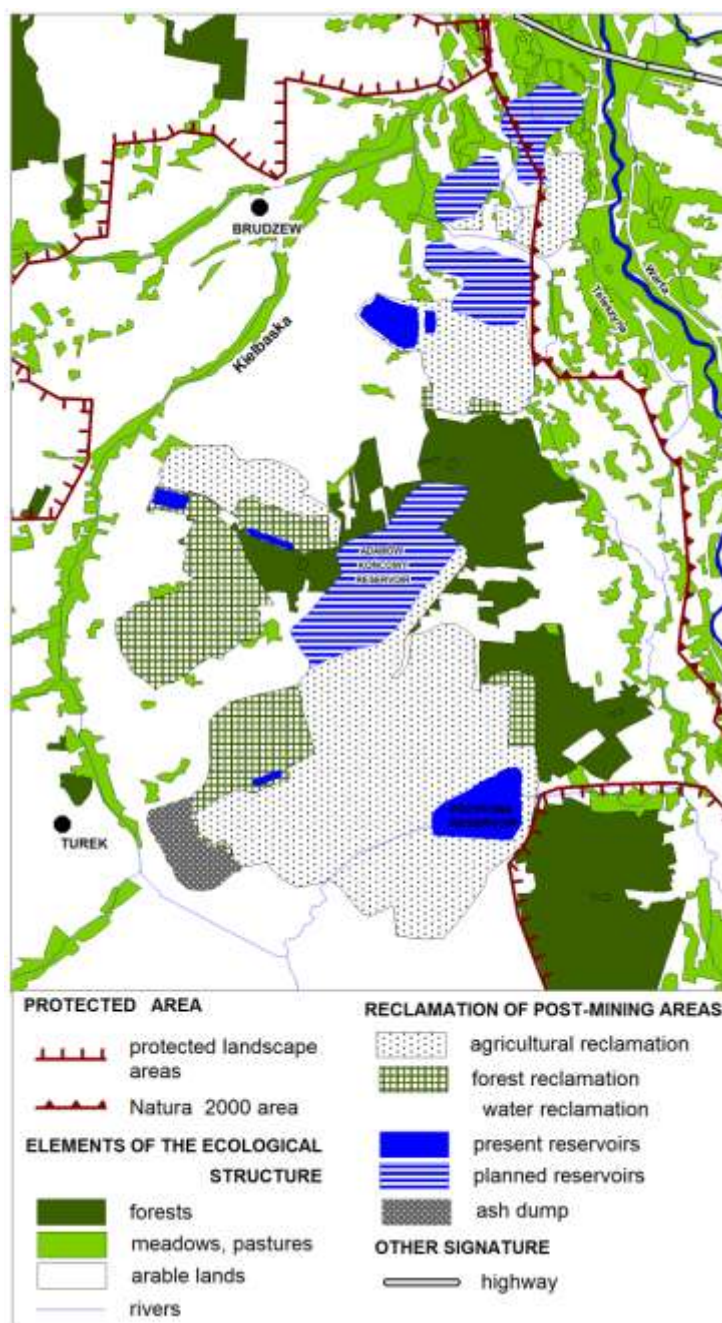 BRUDZEW
Kiełbaska
Teleszyna
Warta
ADAMÓW
KOŃCOWY
RESERVOIR
TUREK
RESERVOIR
PROTECTED AREA
protected landscape
areas
Natura 2000 area
ELEMENTS OF THE ECOLOGICAL
STRUCTURE
forests
meadows, pastures
arable lands
rivers
RECLAMATION OF POST-MINING AREAS
agricultural reclamation
forest reclamation
water reclamation
present reservoirs
planned reservoirs
ash dump
OTHER SIGNATURE
highway